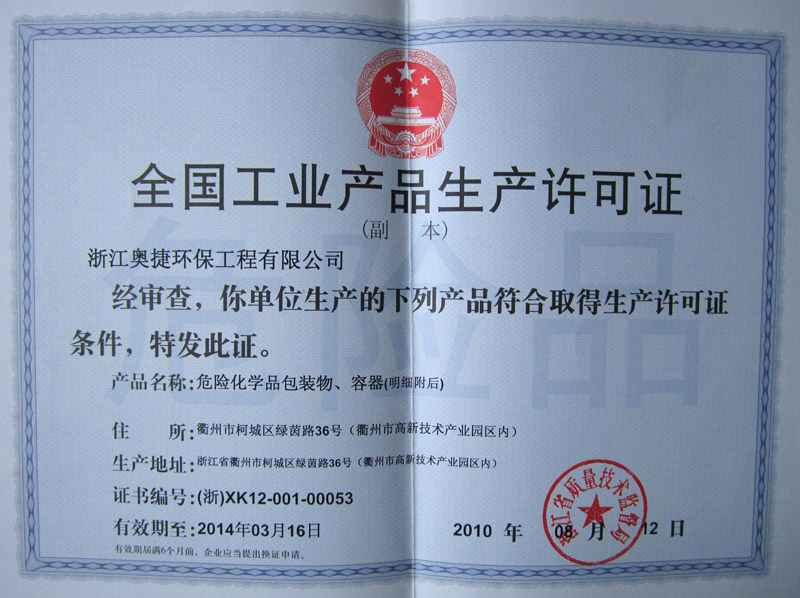 全国工业产品生产许可证
(副 本)
浙江奥捷环保工程有限公司
经审查，你单位生产的下列产品符合取得生产许可证
条件，特发此证。
产品名称：危险化学品包装物、容器(明细附后)
住 所：衢州市柯城区绿茵路36号（衢州市高新技术产业园区内）
生产地址：浙江省衢州市柯城区绿茵路36号（衢州市高新技术产业园区内）
证书编号：(浙)XK12-001-00053
有效期至：2014年03月16日
2010 年 08 月 12 日
有效期届满6个月前，企业应当提出换证申请。
浙江省质量技术监督局
危险品